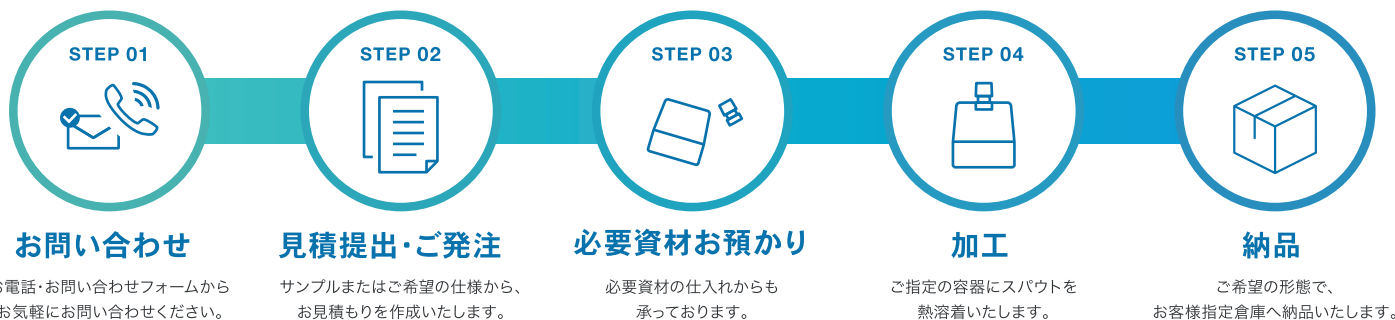 STEP 01
お問い合わせ
お電話・お問い合わせフォームから
お気軽にお問い合わせください。
STEP 02
見積提出・ご発注
サンプルまたはご希望の仕様から、
お見積もりを作成いたします。
STEP 03
必要資材お預かり
必要資材の仕入れからも
承っております。
STEP 04
加工
ご指定の容器にスパウトを
熱溶着いたします。
STEP 05
納品
ご希望の形態で、
お客様指定倉庫へ納品いたします。